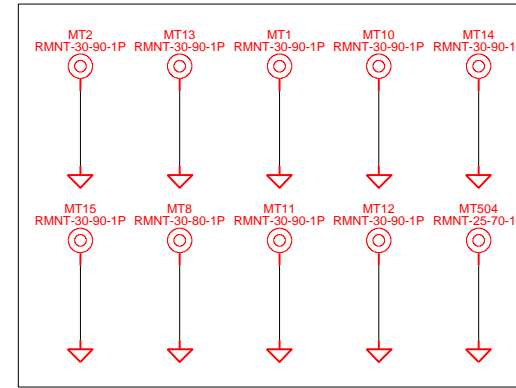 MT2 MT13 MT1 MT10 MT14
RMNT-30-90-1P RMNT-30-90-1P RMNT-30-90-1P RMNT-30-90-1P RMNT-30-90-1
MT15 MT8 MT11 MT12 MT504
RMNT-30-90-1P RMNT-30-80-1P RMNT-30-90-1P RMNT-30-90-1P RMNT-25-70-1